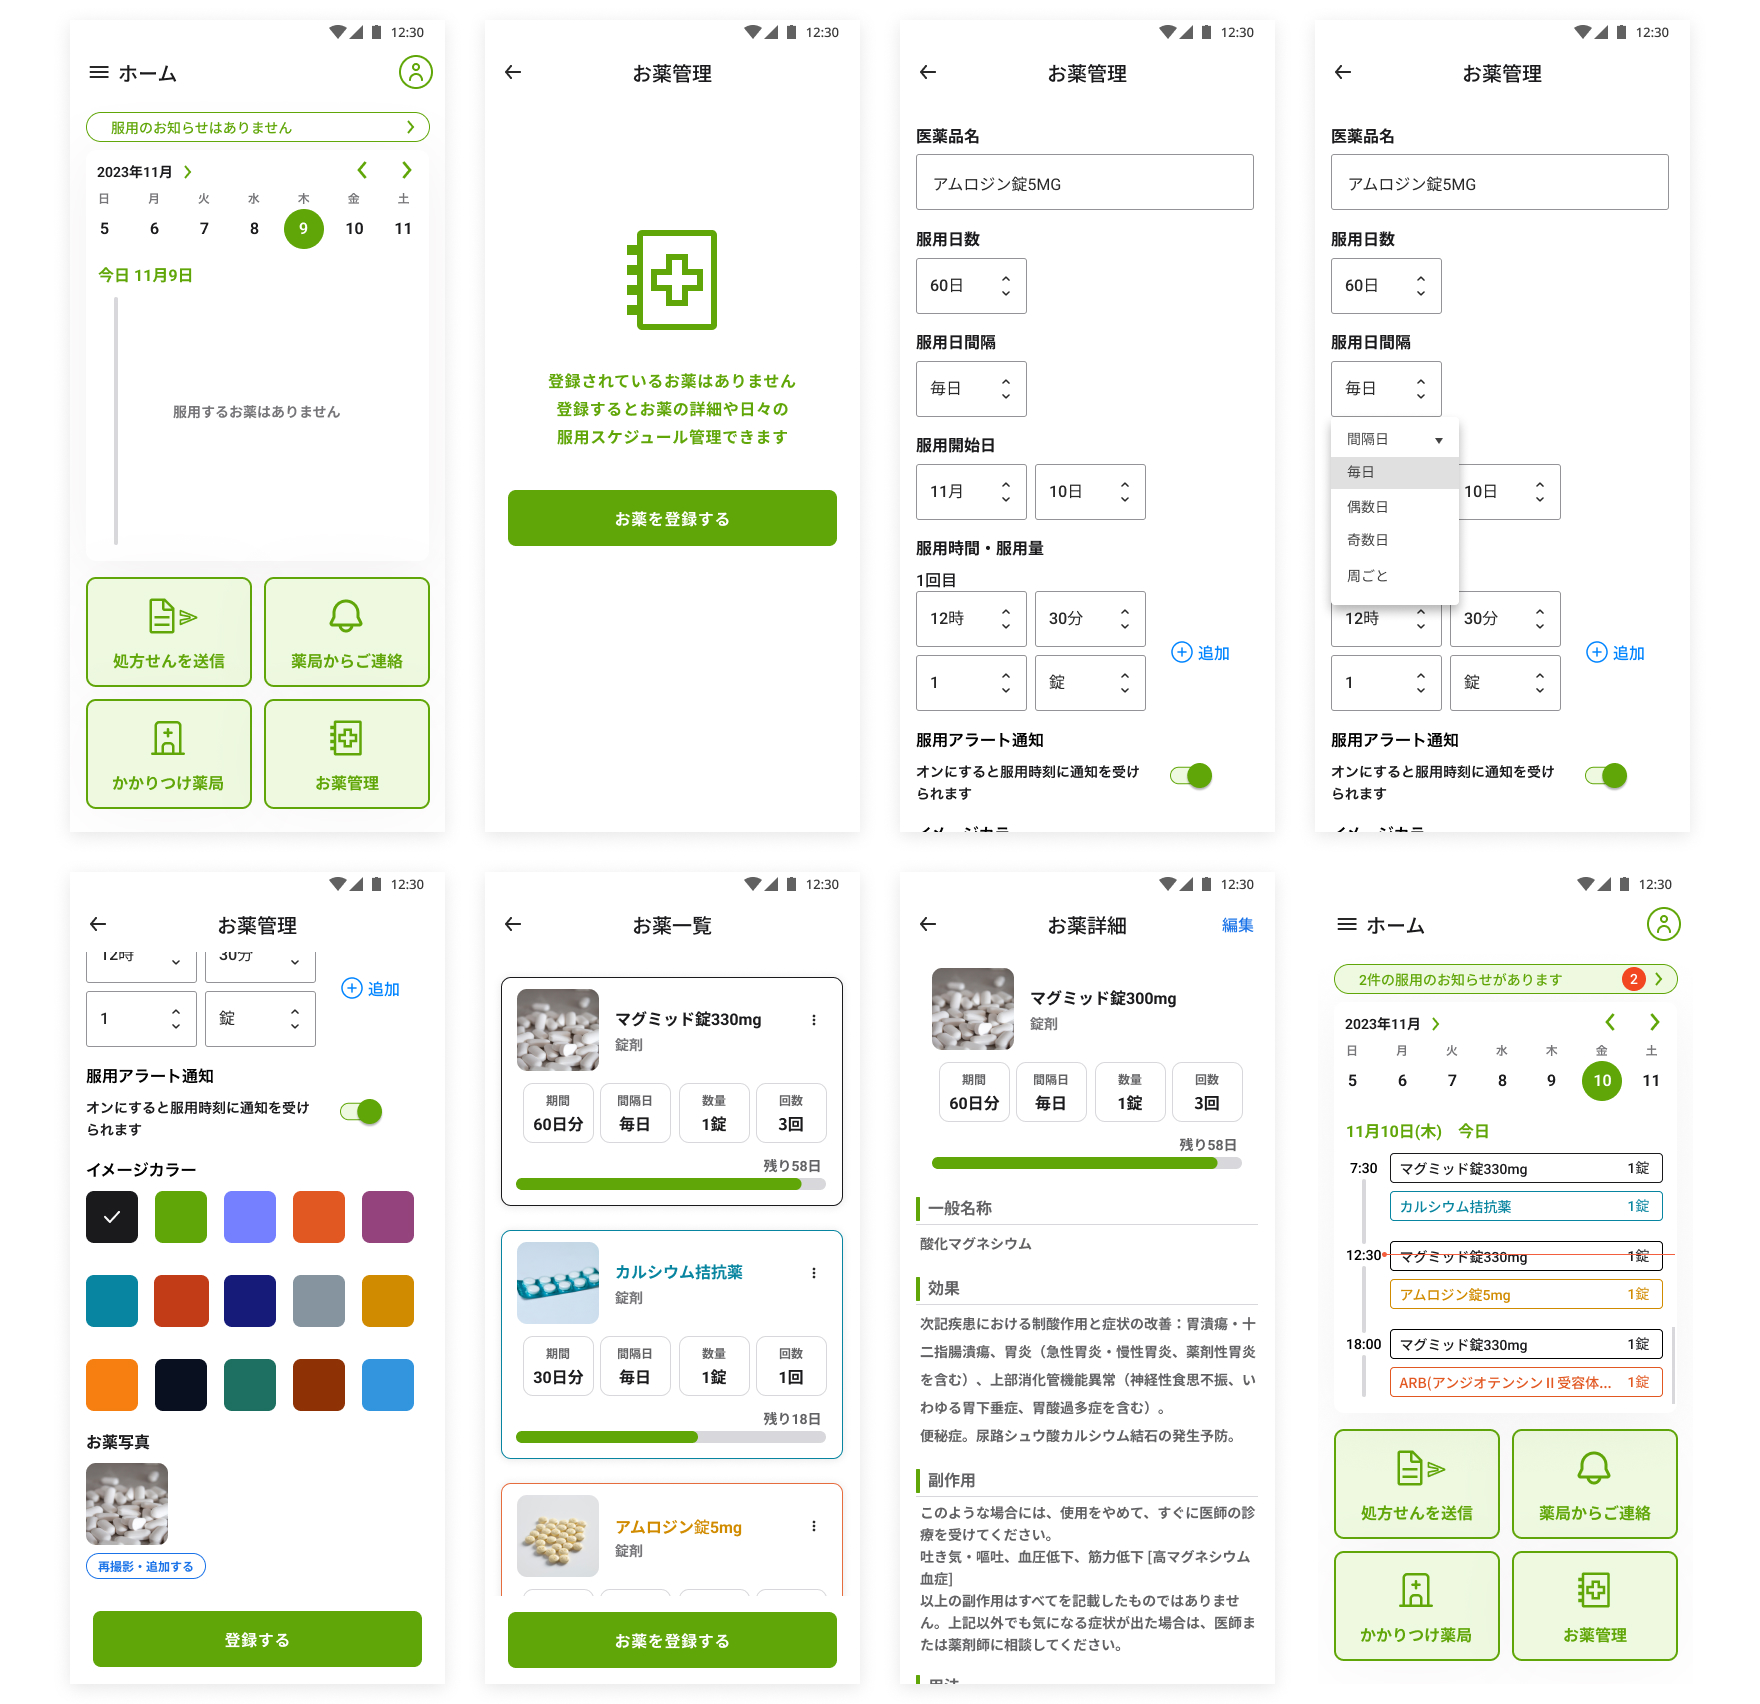 12:30
ホーム
服用のお知らせはありません
2023年11月
日 月 火 水 木 金 土
5 6 7 8 9 10 11
今日 11月9日
服用するお薬はありません
処方せんを送信
薬局からご連絡
かかりつけ薬局
お薬管理
12:30
お薬管理
登録されているお薬はありません
登録するとお薬の詳細や日々の
服用スケジュール管理できます
お薬を登録する
12:30
お薬管理
医薬品名
アムロジン錠5MG
服用日数
60日
服用日間隔
毎日
服用開始日
11月 10日
服用時間・服用量
1回目
12時 30分
追加
1 錠
服用アラート通知
オンにすると服用時刻に通知を受け
られます
イメージカラ
12:30
お薬管理
医薬品名
アムロジン錠5MG
服用日数
60日
服用日間隔
毎日
間隔日
毎日
10日
偶数日
奇数日
周ごと
12時 30分
追加
1 錠
服用アラート通知
オンにすると服用時刻に通知を受け
られます
イメージカラ
12:30
お薬管理
12時 30分
追加
1 錠
服用アラート通知
オンにすると服用時刻に通知を受け
られます
イメージカラー
お薬写真
再撮影・追加する
登録する
12:30
お薬一覧
マグミッド錠330mg
錠剤
期間 間隔日 数量 回数
60日分 毎日 1錠 3回
残り58日
カルシウム拮抗薬
錠剤
期間 間隔日 数量 回数
30日分 毎日 1錠 1回
残り18日
アムロジン錠5mg
錠剤
お薬を登録する
12:30
お薬詳細
編集
マグミッド錠300mg
錠剤
期間 間隔日 数量 回数
60日分 毎日 1錠 3回
残り58日
一般名称
酸化マグネシウム
効果
次記疾患における制酸作用と症状の改善：胃潰瘍・十
二指腸潰瘍、胃炎（急性胃炎・慢性胃炎、薬剤性胃炎
を含む）、上部消化管機能異常（神経性食思不振、い
わゆる胃下垂症、胃酸過多症を含む）。
便秘症。尿路シュウ酸カルシウム結石の発生予防。
副作用
このような場合には、使用をやめて、すぐに医師の診
療を受けてください。
吐き気・嘔吐、血圧低下、筋力低下 [高マグネシウム
血症]
以上の副作用はすべてを記載したものではありませ
ん。上記以外でも気になる症状が出た場合は、医師ま
たは薬剤師に相談してください。
12:30
ホーム
2件の服用のお知らせがあります 2
2023年11月
日 月 火 水 木 金 土
5 6 7 8 9 10 11
11月10日(木) 今日
7:30 マグミッド錠330mg 1錠
カルシウム拮抗薬 1錠
12:30 マグミッド錠330mg 1錠
アムロジン錠5mg 1錠
18:00 マグミッド錠330mg 1錠
ARB(アンジオテンシンⅡ受容体... 1錠
処方せんを送信
薬局からご連絡
かかりつけ薬局
お薬管理